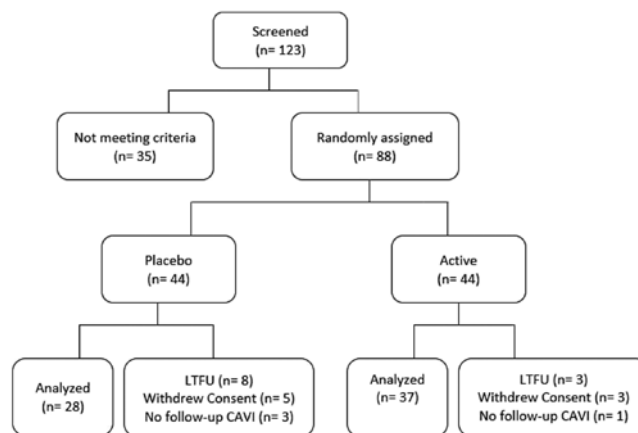 Screened
(n= 123)
Not meeting criteria
(n= 35)
Randomly assigned
(n= 88)
Placebo
(n= 44)
Active
(n= 44)
Analyzed
(n= 28)
LTFU (n= 8)
Withdrew Consent (n= 5)
No follow-up CAVI (n= 3)
Analyzed
(n= 37)
LTFU (n= 3)
Withdrew Consent (n= 3)
No follow-up CAVI (n= 1)